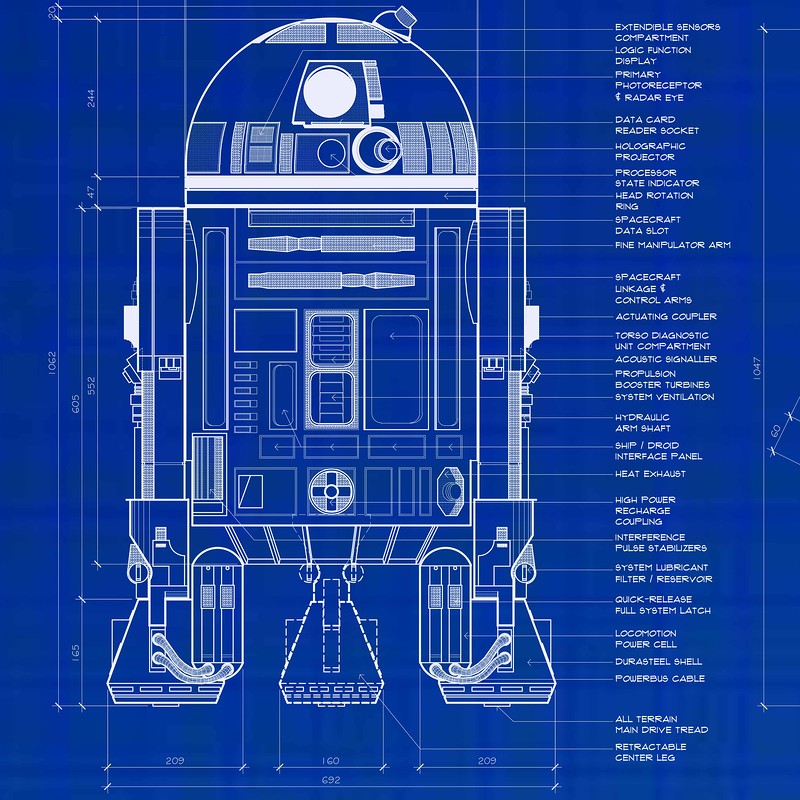 EXTENDIBLE SENSORS
COMPARTMENT
LOGIC FUNCTION
DISPLAY
PRIMARY
PHOTORECEPTOR
& RADAR EYE
DATA CARD
READER SOCKET
HOLOGRAPHIC
PROJECTOR
PROCESSOR
STATE INDICATOR
HEAD ROTATION
RING
SPACECRAFT
DATA SLOT
FINE MANIPULATOR ARM
SPACECRAFT
LINKAGE &
CONTROL ARMS
ACTUATING COUPLER
TORSO DIAGNOSTIC
UNIT COMPARTMENT
ACOUSTIC SIGNALLER
PROPULSION
BOOSTER TURBINES
SYSTEM VENTILATION
HYDRAULIC
ARM SHAFT
SHIP / DROID
INTERFACE PANEL
HEAT EXHAUST
HIGH POWER
RECHARGE
COUPLING
INTERFERENCE
PULSE STABILIZERS
SYSTEM LUBRICANT
FILTER / RESERVOIR
QUICK-RELEASE
FULL SYSTEM LATCH
LOCOMOTION
POWER CELL
DURASTEEL SHELL
POWERBUS CABLE
ALL TERRAIN
MAIN DRIVE TREAD
RETRACTABLE
CENTER LEG
20
244
47
1062
605
552
165
209
160
209
692
1047
60